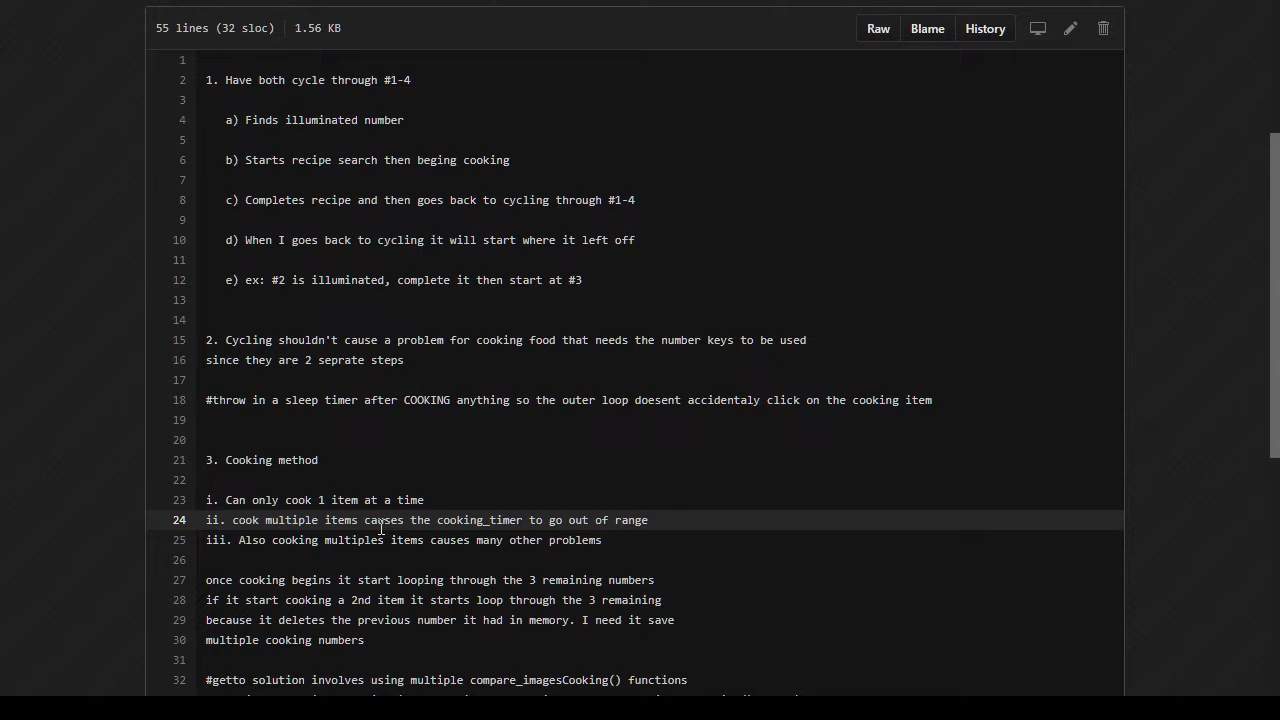 55 lines (32 sloc) 1.56 KB Raw Blame History
1
2 1. Have both cycle through #1-4
3
4 a) Finds illuminated number
5
6 b) Starts recipe search then beging cooking
7
8 c) Completes recipe and then goes back to cycling through #1-4
9
10 d) When I goes back to cycling it will start where it left off
11
12 e) ex: #2 is illuminated, complete it then start at #3
13
14
15 2. Cycling shouldn't cause a problem for cooking food that needs the number keys to be used
16 since they are 2 seprate steps
17
18 #throw in a sleep timer after COOKING anything so the outer loop doesent accidentaly click on the cooking item
19
20
21 3. Cooking method
22
23 i. Can only cook 1 item at a time
24 ii. cook multiple items causes the cooking_timer to go out of range
25 iii. Also cooking multiples items causes many other problems
26
27 once cooking begins it start looping through the 3 remaining numbers
28 if it start cooking a 2nd item it starts loop through the 3 remaining
29 because it deletes the previous number it had in memory. I need it save
30 multiple cooking numbers
31
32 #getto solution involves using multiple compare_imagesCooking() functions